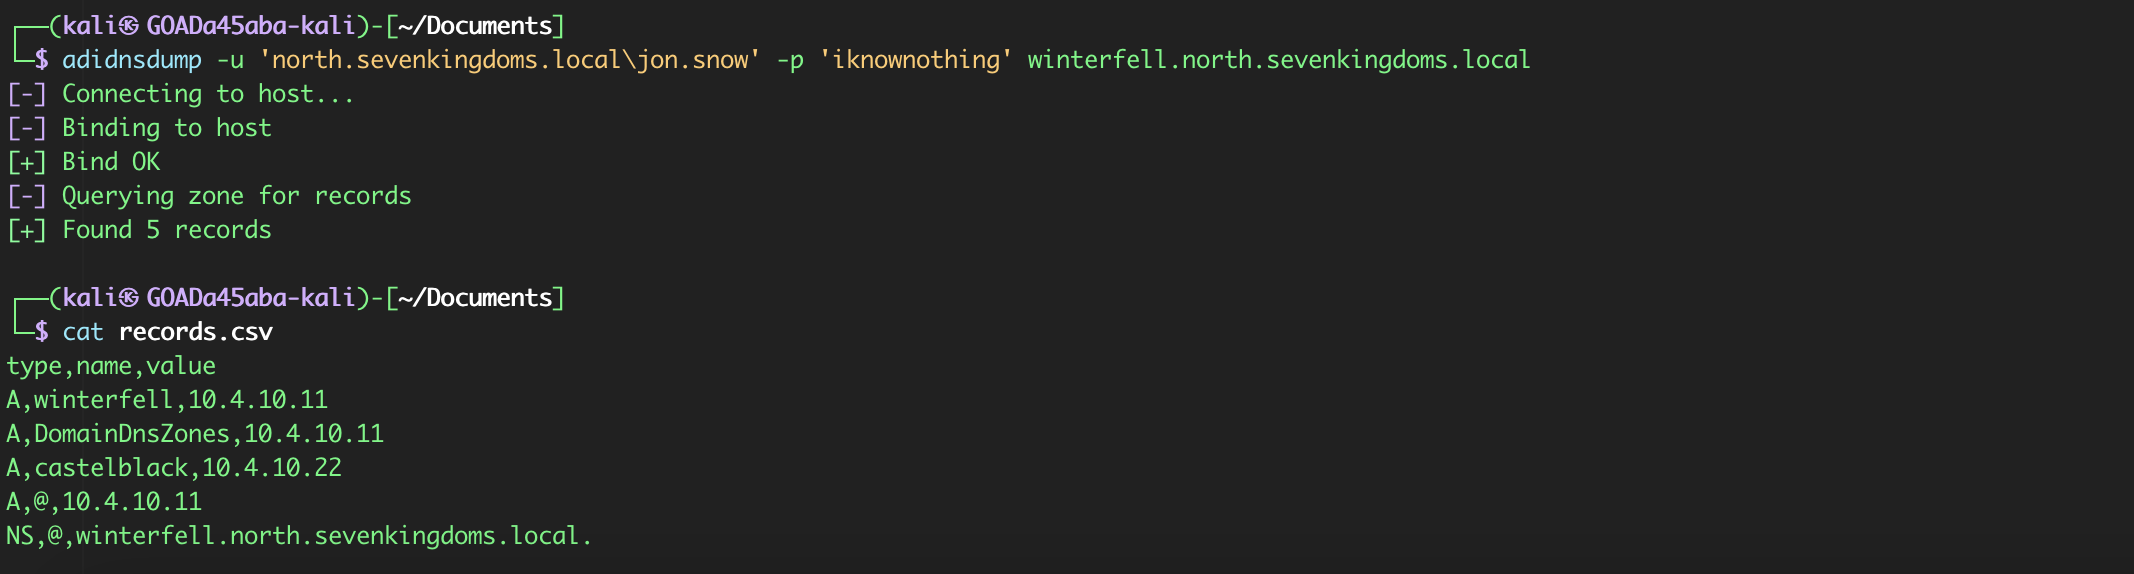 ┌──(kali㉿GOADa45aba-kali)-[~/Documents]
└─$ adidnsdump -u 'north.sevenkingdoms.local\jon.snow' -p 'iknownothing' winterfell.north.sevenkingdoms.local
[-] Connecting to host...
[-] Binding to host
[+] Bind OK
[-] Querying zone for records
[+] Found 5 records
┌──(kali㉿GOADa45aba-kali)-[~/Documents]
└─$ cat records.csv
type,name,value
A,winterfell,10.4.10.11
A,DomainDnsZones,10.4.10.11
A,castelblack,10.4.10.22
A,@,10.4.10.11
NS,@,winterfell.north.sevenkingdoms.local.